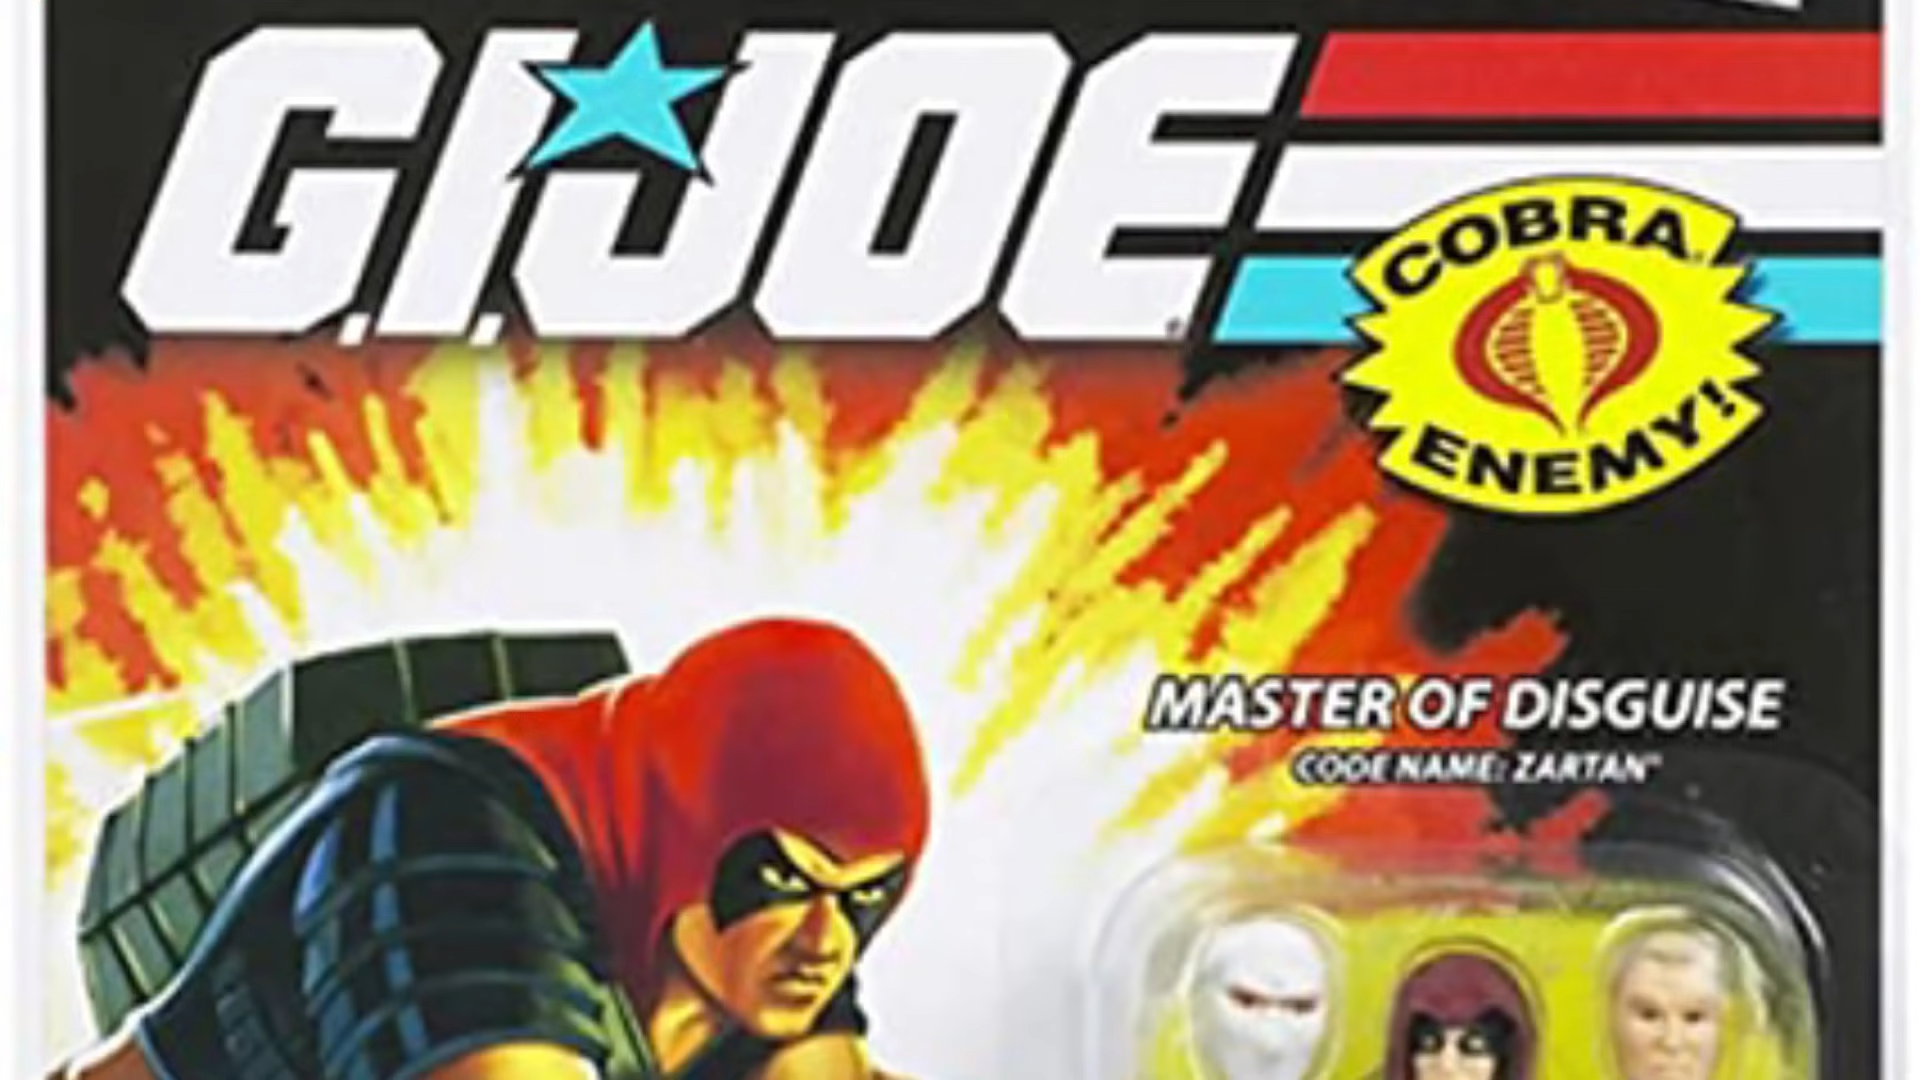 G.I.JOE®
COBRA
ENEMY!
MASTER OF DISGUISE
CODE NAME: ZARTAN